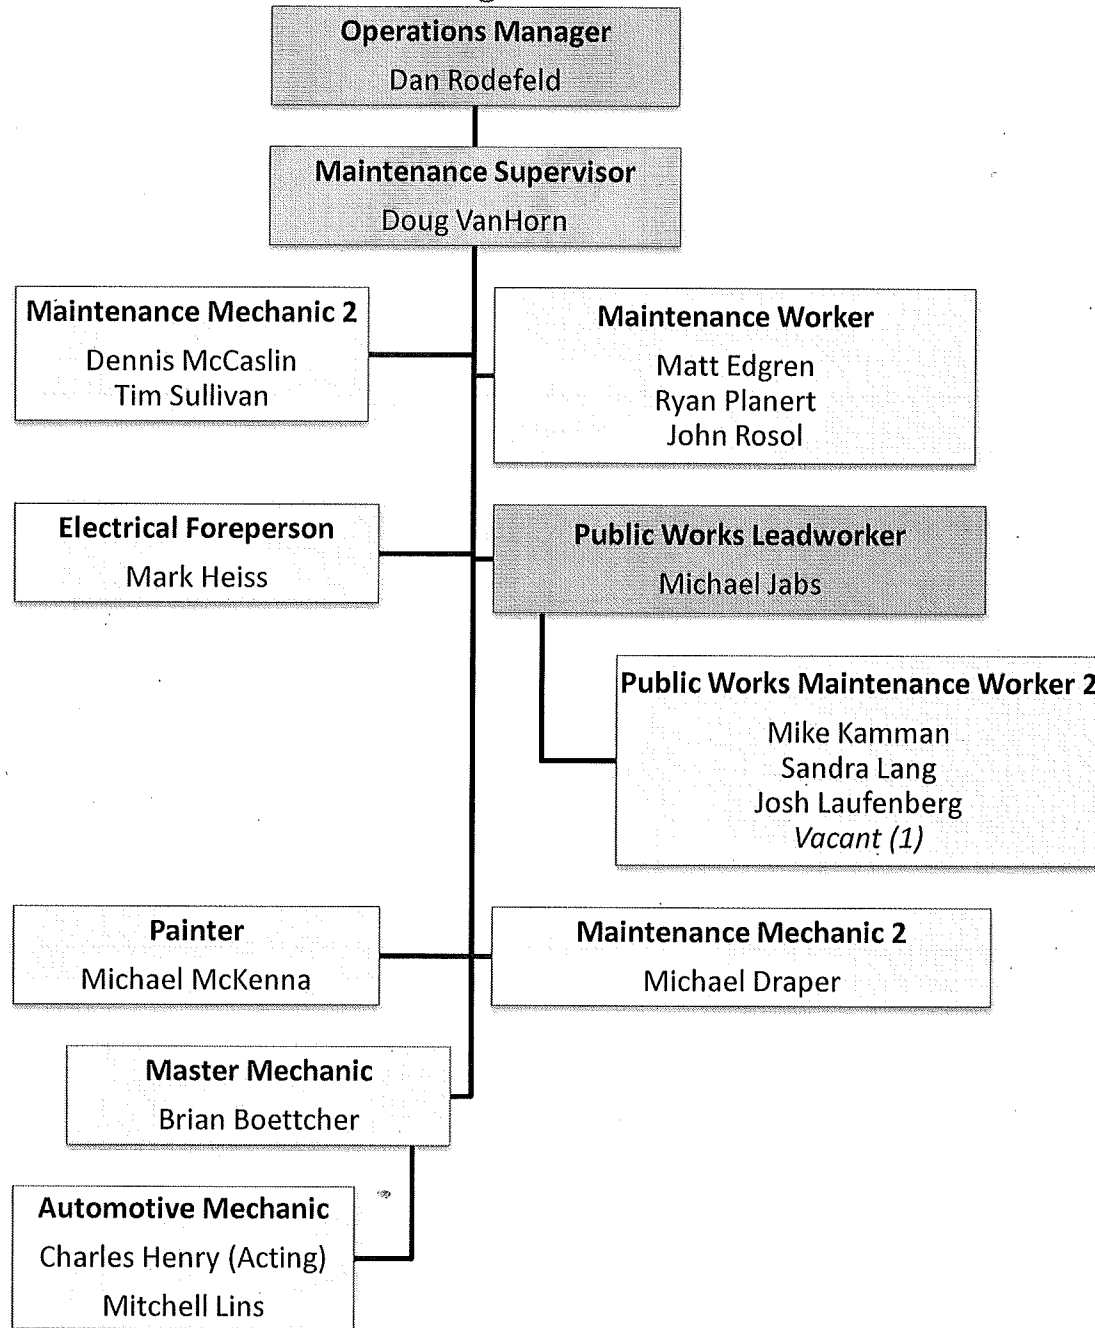 Operations Manager
Dan Rodefeld
Maintenance Supervisor
Doug VanHorn
Maintenance Mechanic 2
Dennis McCaslin
Tim Sullivan
Maintenance Worker
Matt Edgren
Ryan Planert
John Rosol
Electrical Foreperson
Mark Heiss
Public Works Leadworker
Michael Jabs
Public Works Maintenance Worker 2
Mike Kamman
Sandra Lang
Josh Laufenberg
Vacant (1)
Painter
Michael McKenna
Maintenance Mechanic 2
Michael Draper
Master Mechanic
Brian Boettcher
Automotive Mechanic
Charles Henry (Acting)
Mitchell Lins